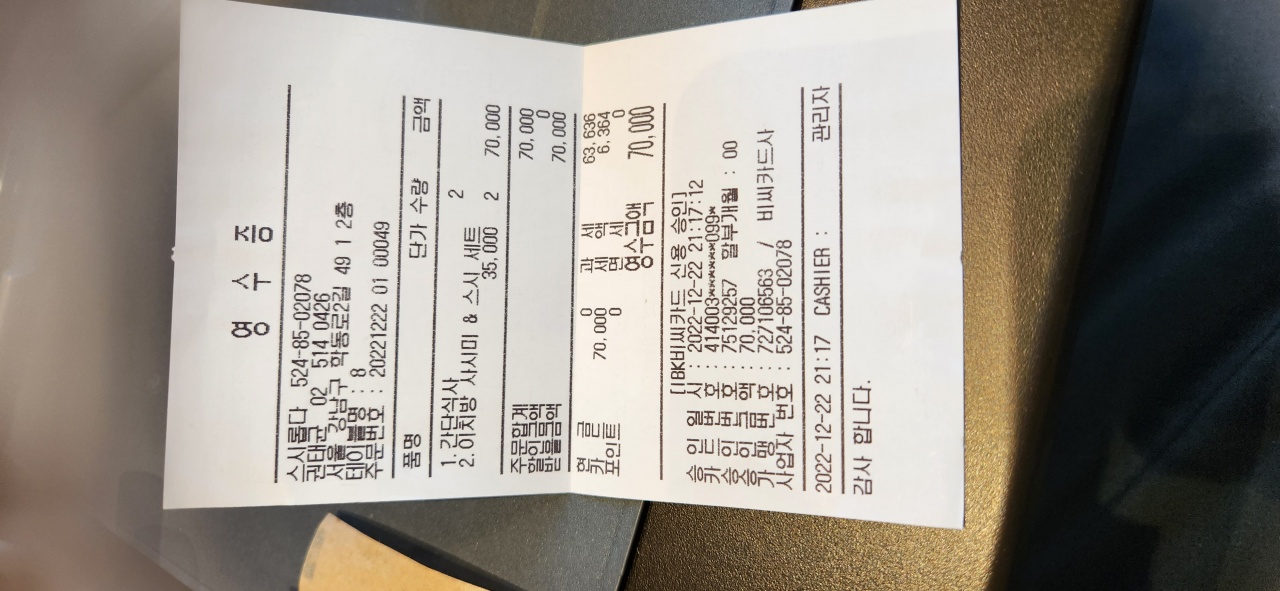 영 수 증
스시롤다 524-85-02078
권태관 02 514 0426
서울 강남구 학동로2길 49 1 2층
테이블명 : 8
주문번호 : 20221222 01 00049
품명 단가 수량 금액
1. 간단식사 2
2. 이치방 사시미 & 스시 세트
35,000 2 70,000
주문합계 70,000
할인금액 0
받을금액 70,000
현 금 0 과 세 63,636
카 드 70,000 세 액 6,364
포인트 0 면 세 0
영수금액 70,000
[IBK비씨카드 신용 승인]
승 인 일 시 : 2022-12-22 21:17:12
카 드 번 호 : 414003******099*
승 인 번 호 : 75129257 할부개월 : 00
승 인 금 액 : 70,000
가 맹 번 호 : 727106563 / 비씨카드사
사업자 번호 : 524-85-02078
2022-12-22 21:17 CASHIER : 관리자
감사 합니다.